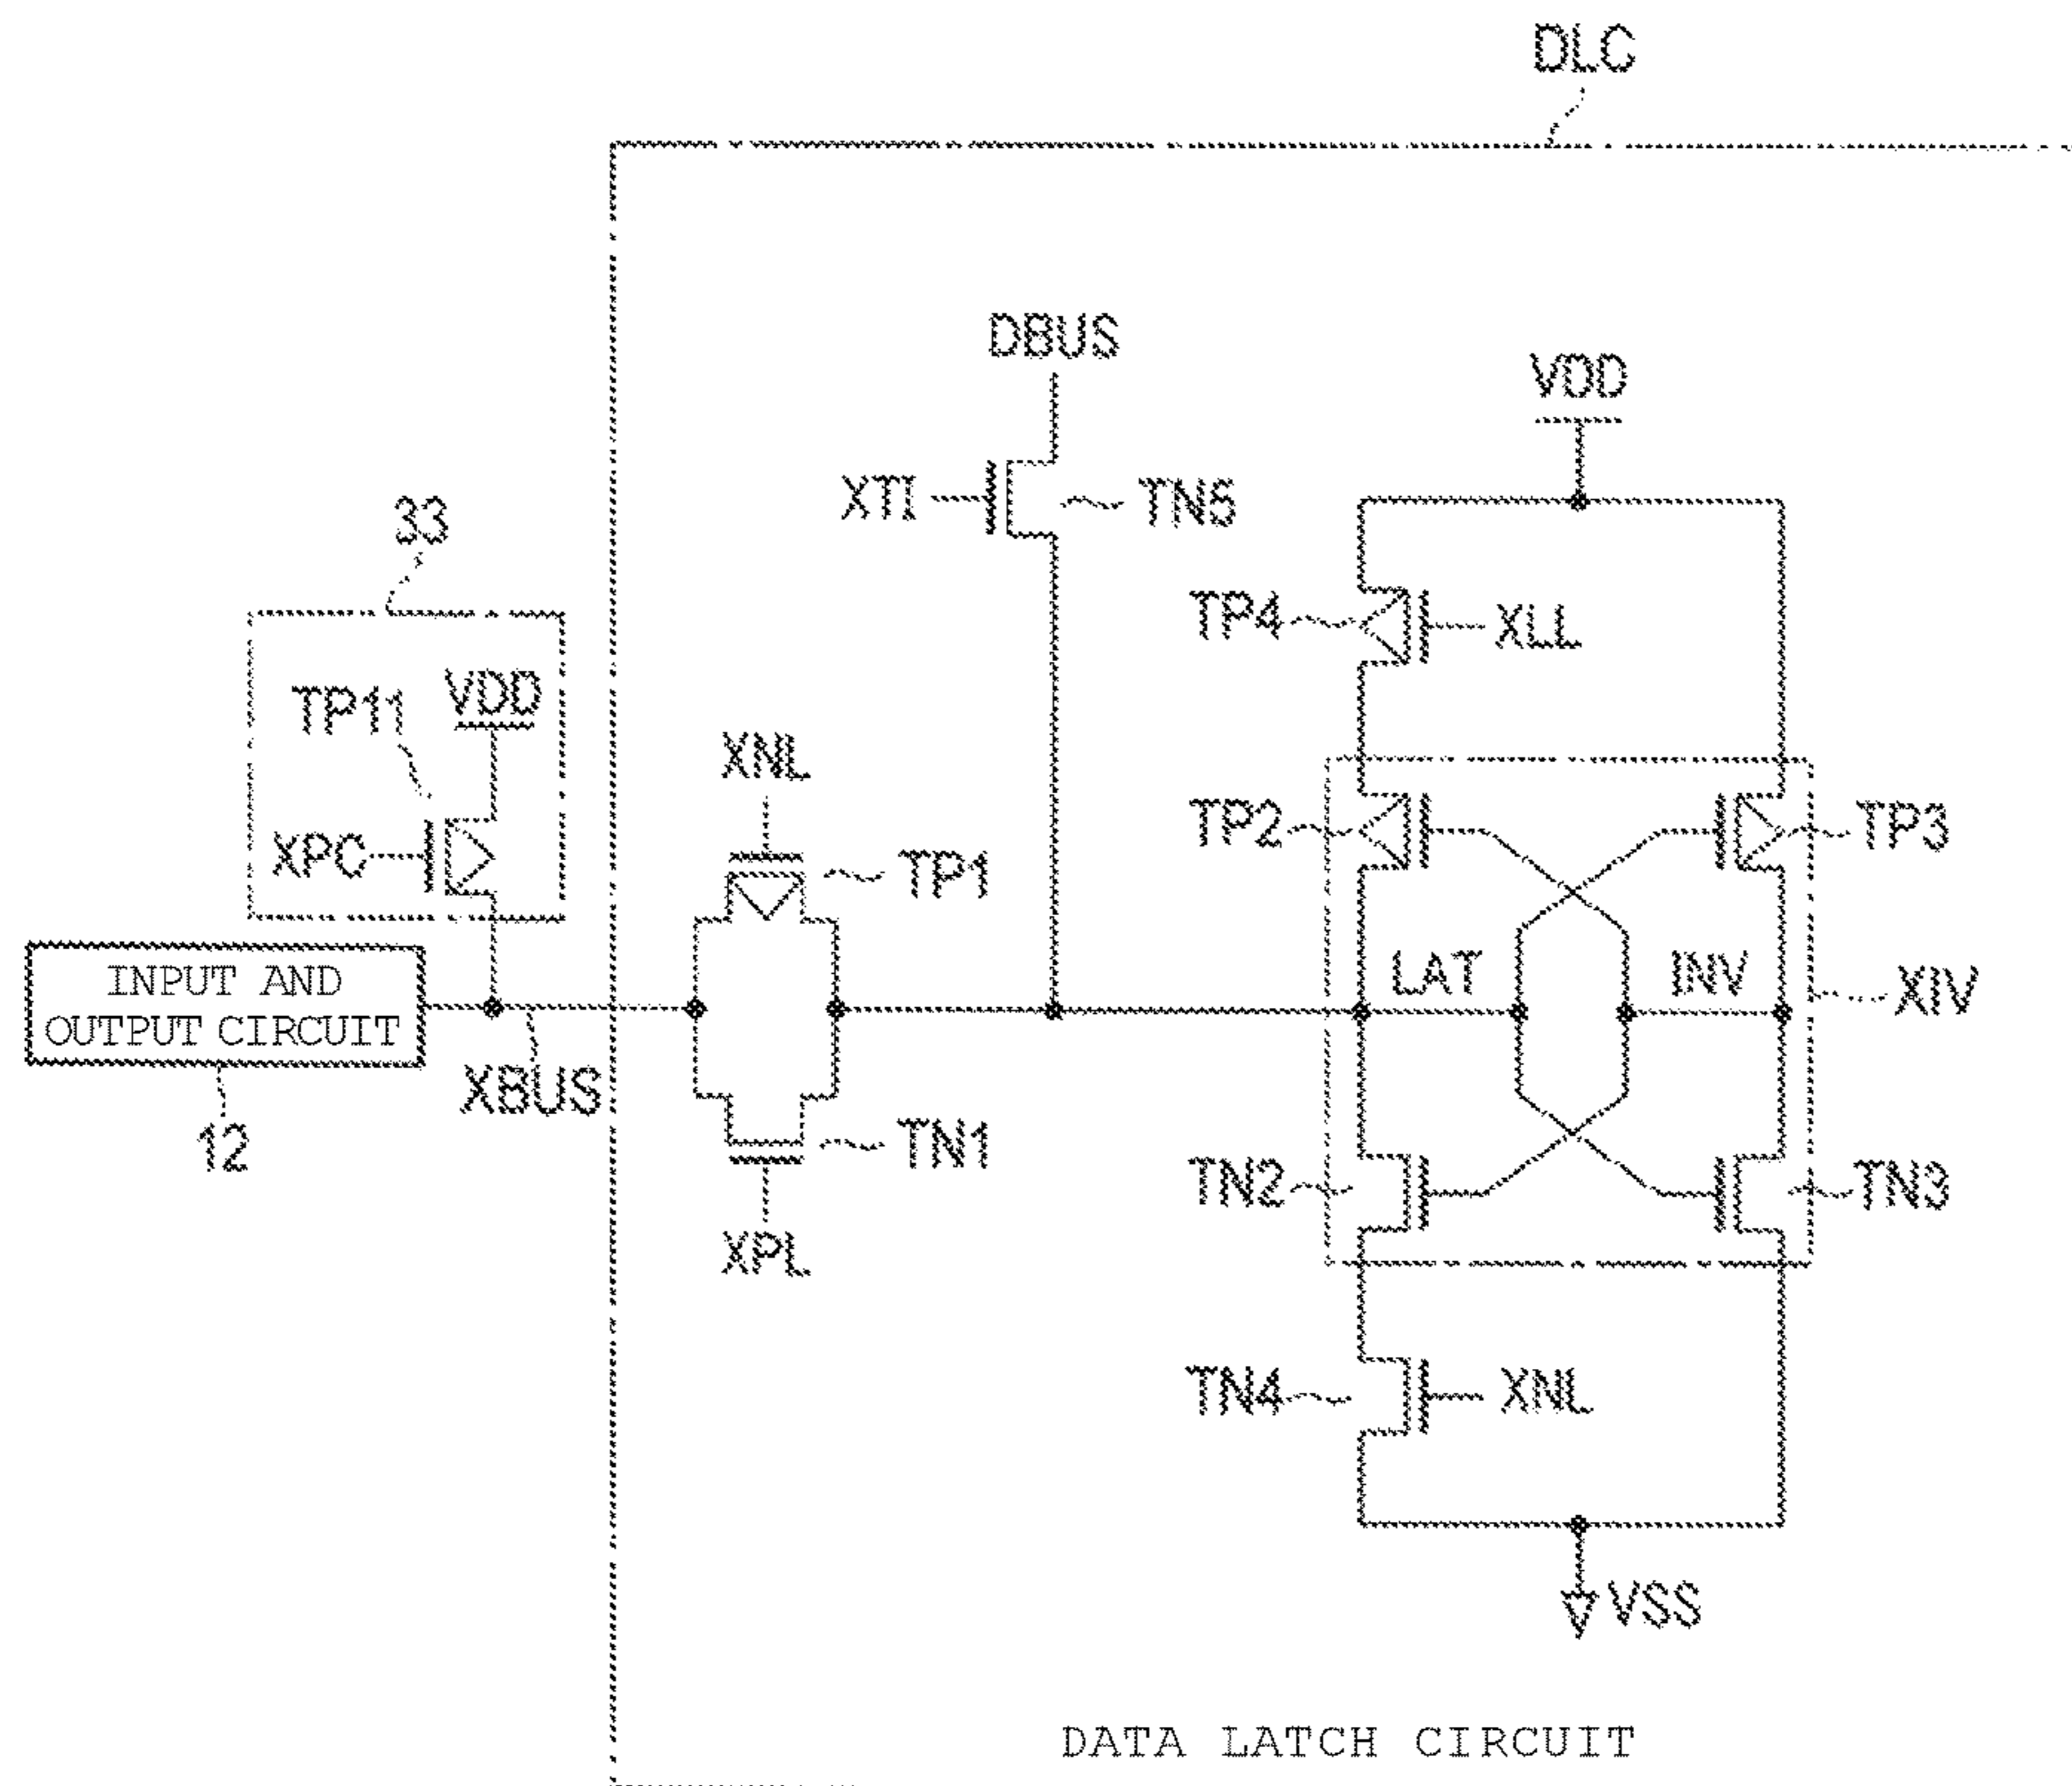 DLC
DBUS
VDD
XTI
TN5
33
TP4
XLL
TP11
VDD
XNL
TP2
TP3
XPC
TP1
INPUT AND
OUTPUT CIRCUIT
LAT
INV
XIV
XBUS
12
TN1
TN2
TN3
XPL
TN4
XNL
VSS
DATA LATCH CIRCUIT